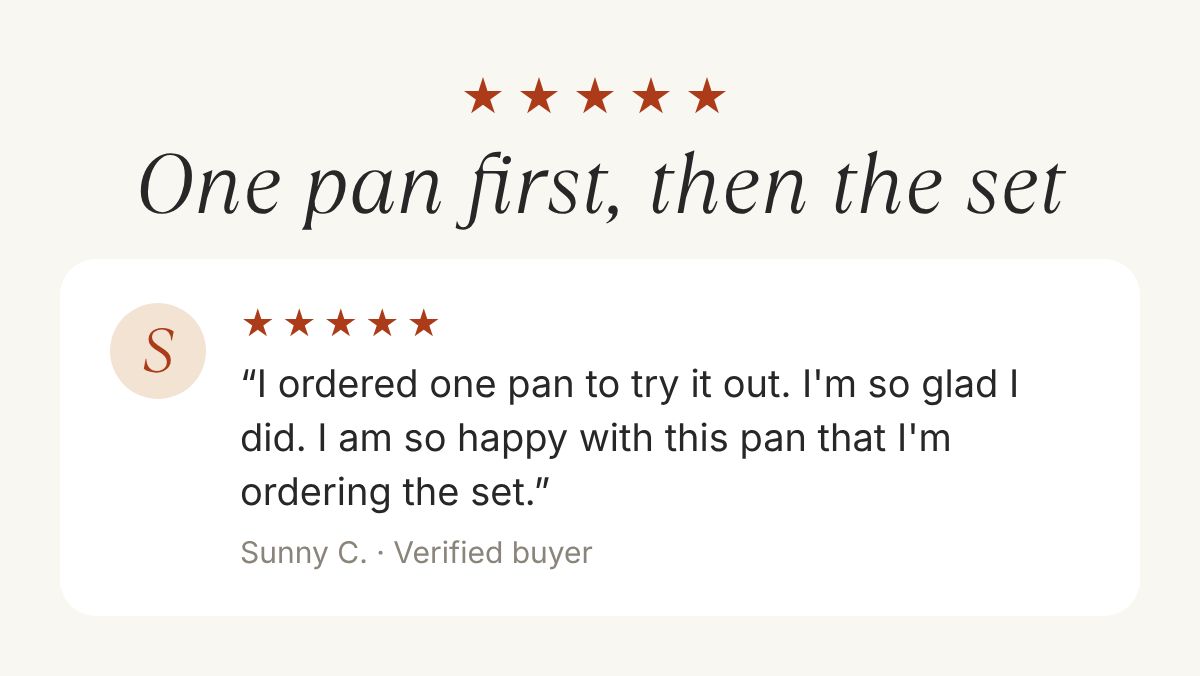 ★★★★★
One pan first, then the set
S
★★★★★
“I ordered one pan to try it out. I'm so glad I
did. I am so happy with this pan that I'm
ordering the set.”
Sunny C. · Verified buyer